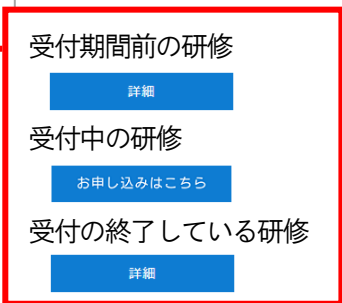 受付期間前の研修
詳細
受付中の研修
お申し込みはこちら
受付の終了している研修
詳細